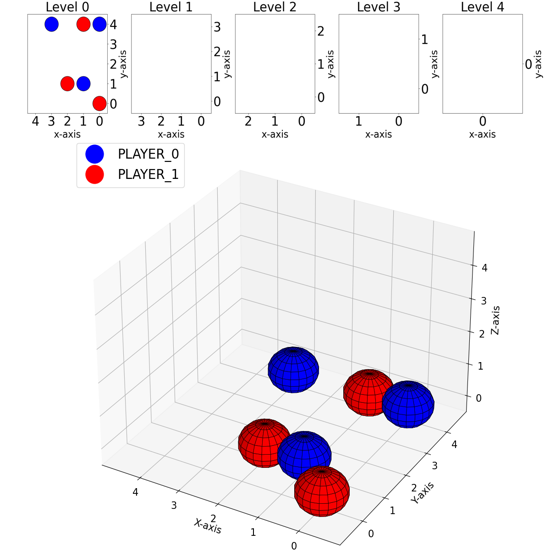 Level 0 Level 1 Level 2 Level 3 Level 4
4 3 2 1 0
y-axis
3 2 1 0
y-axis
2 1 0
y-axis
1 0
y-axis
0
y-axis
4 3 2 1 0 3 2 1 0 2 1 0 1 0 0
x-axis x-axis x-axis x-axis x-axis
PLAYER_0
PLAYER_1
4
3
2
1
0
Z-axis
4 3 2 1 0
X-axis
0 1 2 3 4
Y-axis